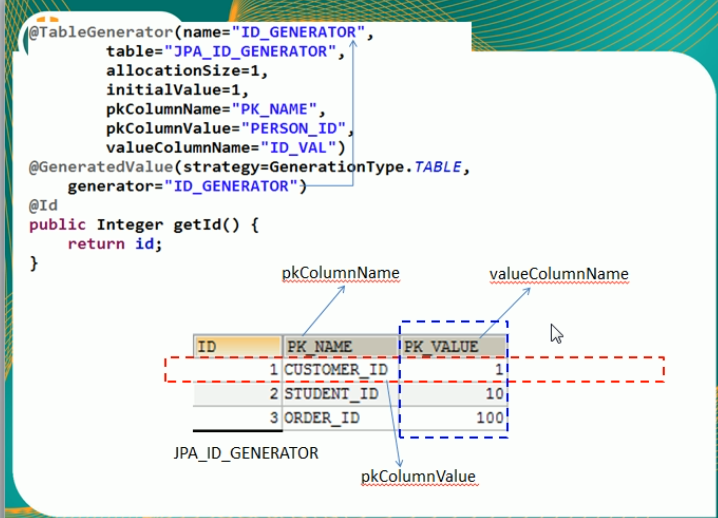 @TableGenerator(name="ID_GENERATOR",
table="JPA_ID_GENERATOR",
allocationSize=1,
initialValue=1,
pkColumnName="PK_NAME",
pkColumnValue="PERSON_ID",
valueColumnName="ID_VAL")
@GeneratedValue(strategy=GenerationType.TABLE,
generator="ID_GENERATOR")
@Id
public Integer getId() {
return id;
}
pkColumnName valueColumnName
ID PK_NAME PK_VALUE
1 CUSTOMER_ID 1
2 STUDENT_ID 10
3 ORDER_ID 100
JPA_ID_GENERATOR
pkColumnValue